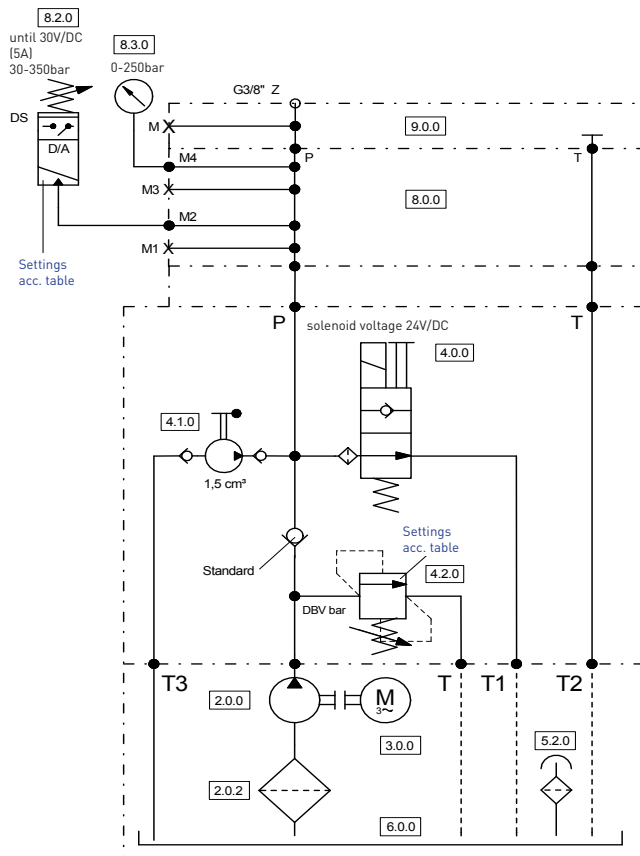 8.2.0
until 30V/DC
(5A)
30-350bar
8.3.0
0-250bar
G3/8" Z
DS
D/A
M
9.0.0
M4
P
T
M3
8.0.0
M2
M1
Settings
acc. table
P
solenoid voltage 24V/DC
T
4.0.0
4.1.0
1,5 cm³
Settings
acc. table
Standard
4.2.0
DBV bar
T3
T
T1
T2
2.0.0
M
3~
3.0.0
5.2.0
2.0.2
6.0.0